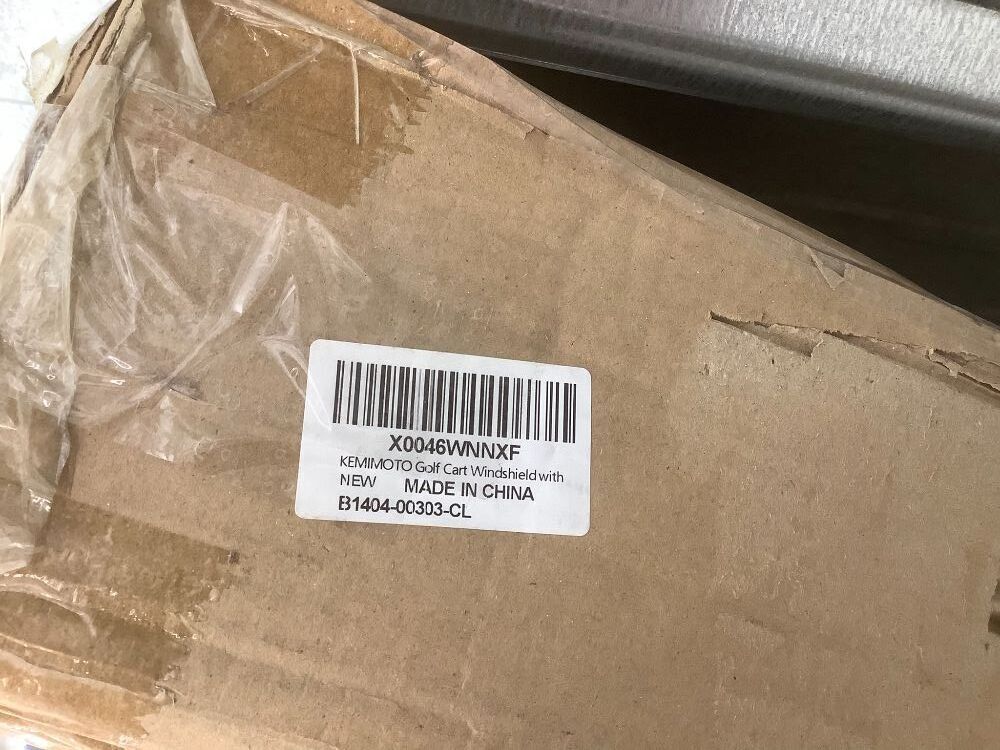 X0046WNNXF
KEMIMOTO Golf Cart Windshield with
NEW MADE IN CHINA
B1404-00303-CL